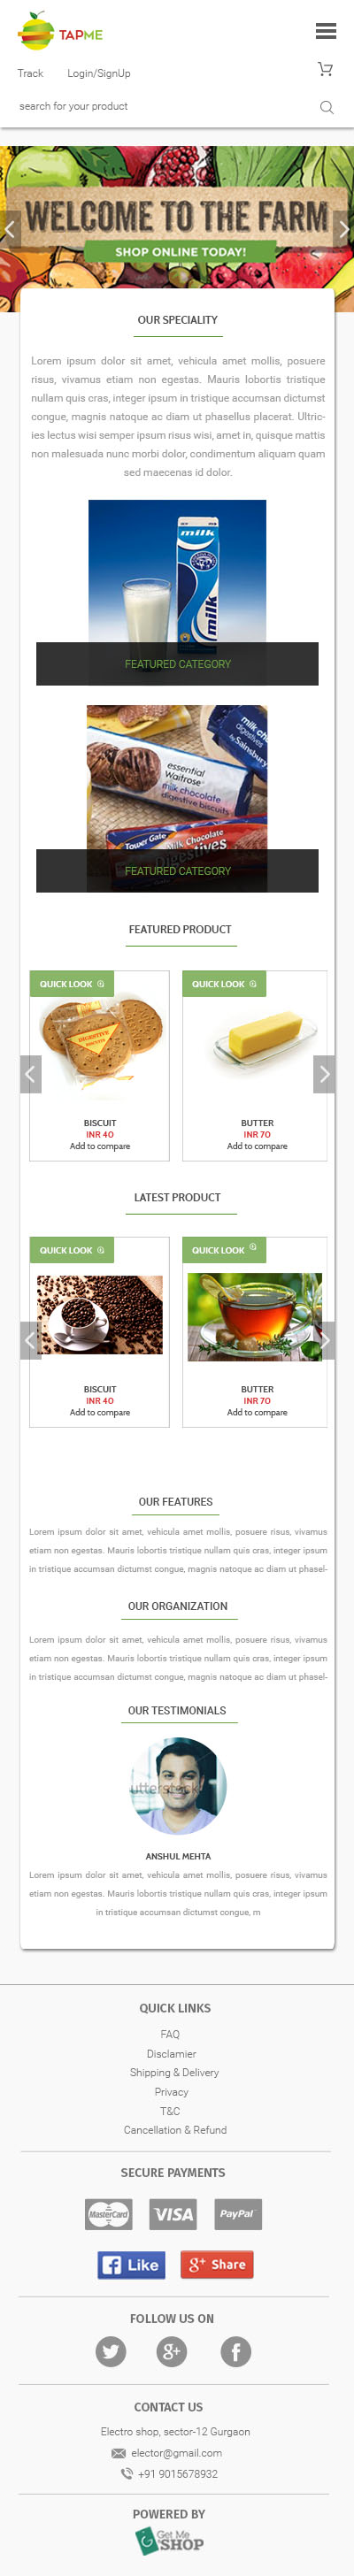 TAPME
Track Login/SignUp
search for your product
WELCOME TO THE FARM
SHOP ONLINE TODAY!
OUR SPECIALITY
Lorem ipsum dolor sit amet, vehicula amet mollis, posuere
risus, vivamus etiam non egestas. Mauris lobortis tristique
nullam quis cras, integer ipsum in tristique accumsan dictumst
congue, magnis natoque ac diam ut phasellus placerat. Ultric-
ies lectus wisi semper ipsum risus wisi, amet in, quisque mattis
non malesuada nunc morbi dolor, condimentum aliquam quam
sed maecenas id dolor.
milk
milk
FEATURED CATEGORY
milk choc
digestives
by Sainsbury's
essential
Waitrose
milk chocolate
digestive biscuits
Tower Gate
Milk Chocolate
Digestives
FEATURED CATEGORY
FEATURED PRODUCT
QUICK LOOK QUICK LOOK
DIGESTIVE
BISCUITS
BISCUIT BUTTER
INR 40 INR 70
Add to compare Add to compare
LATEST PRODUCT
QUICK LOOK QUICK LOOK
BISCUIT BUTTER
INR 40 INR 70
Add to compare Add to compare
OUR FEATURES
Lorem ipsum dolor sit amet, vehicula amet mollis, posuere risus, vivamus
etiam non egestas. Mauris lobortis tristique nullam quis cras, integer ipsum
in tristique accumsan dictumst congue, magnis natoque ac diam ut phasel-
OUR ORGANIZATION
Lorem ipsum dolor sit amet, vehicula amet mollis, posuere risus, vivamus
etiam non egestas. Mauris lobortis tristique nullam quis cras, integer ipsum
in tristique accumsan dictumst congue, magnis natoque ac diam ut phasel-
OUR TESTIMONIALS
utterstock
ANSHUL MEHTA
Lorem ipsum dolor sit amet, vehicula amet mollis, posuere risus, vivamus
etiam non egestas. Mauris lobortis tristique nullam quis cras, integer ipsum
in tristique accumsan dictumst congue, m
QUICK LINKS
FAQ
Disclamier
Shipping & Delivery
Privacy
T&C
Cancellation & Refund
SECURE PAYMENTS
MasterCard VISA PayPal
Like g+ Share
FOLLOW US ON
g+ f
CONTACT US
Electro shop, sector-12 Gurgaon
elector@gmail.com
+91 9015678932
POWERED BY
Get Me
SHOP